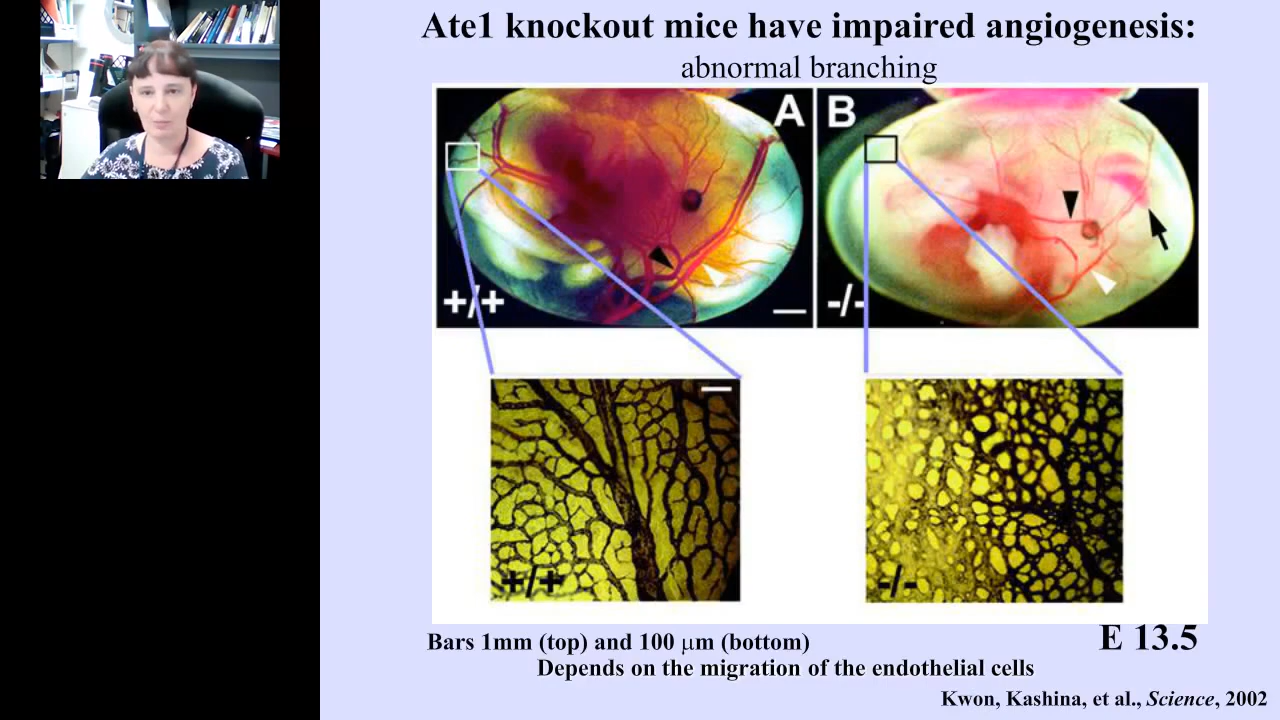 Ate1 knockout mice have impaired angiogenesis:
abnormal branching
A
B
+/+
-/-
+/+
-/-
Bars 1mm (top) and 100 μm (bottom)
E 13.5
Depends on the migration of the endothelial cells
Kwon, Kashina, et al., Science, 2002